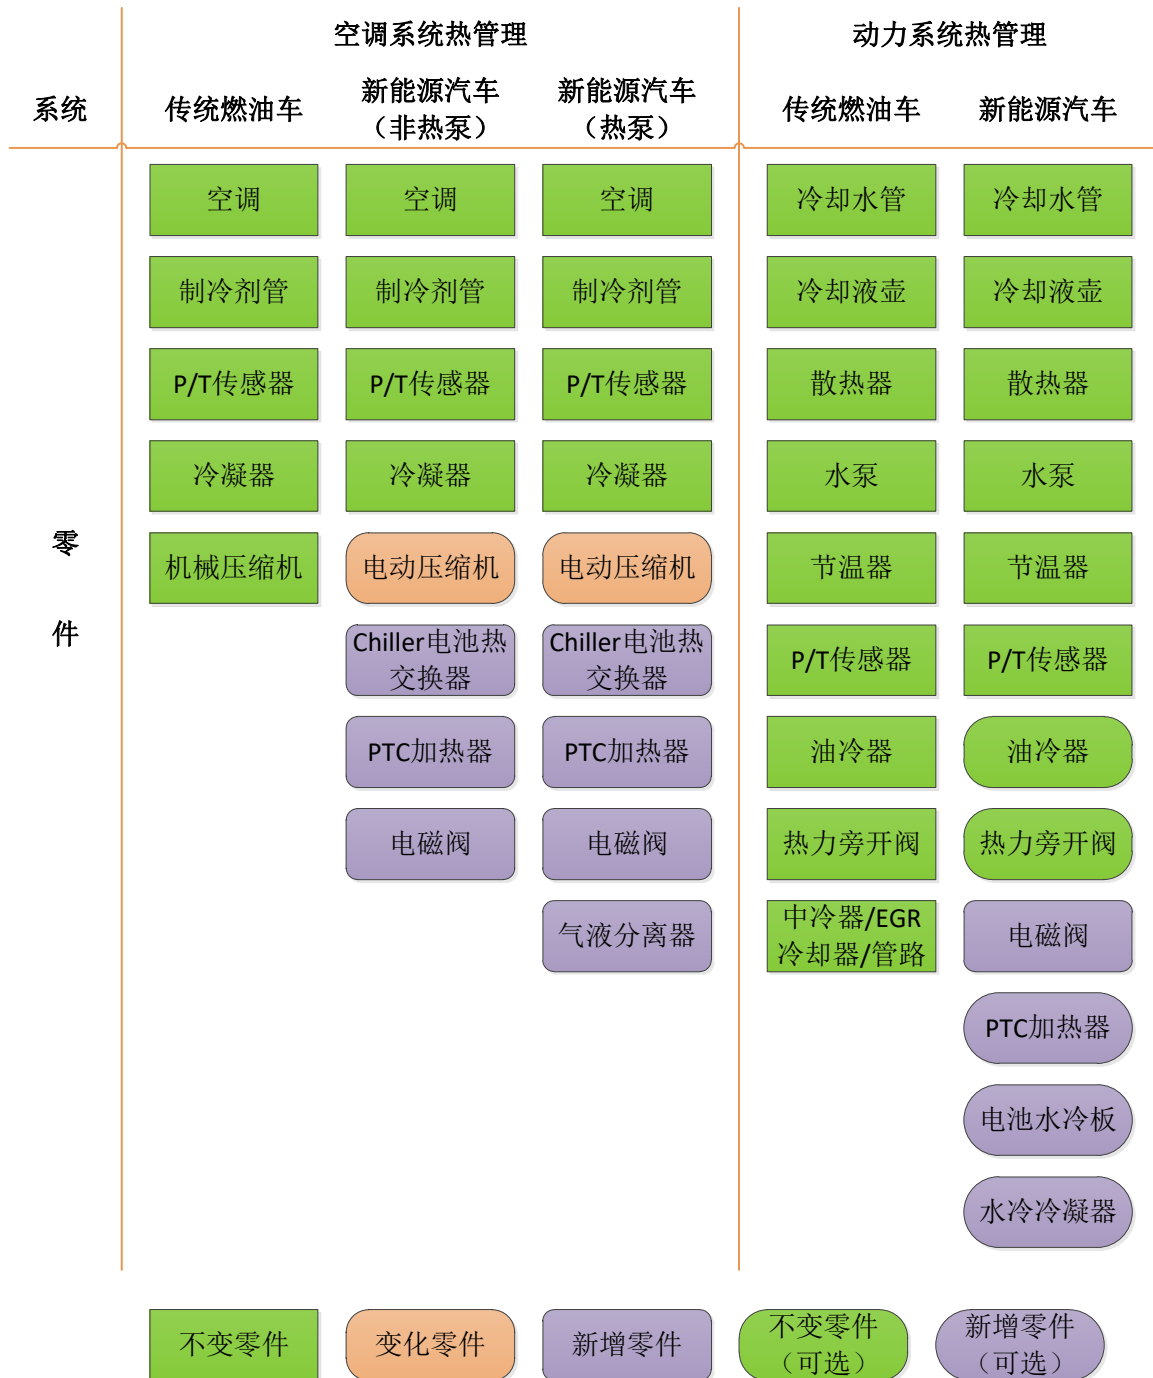 空调系统热管理
动力系统热管理
系统
传统燃油车
新能源汽车
（非热泵）
新能源汽车
（热泵）
传统燃油车
新能源汽车
零
件
空调
空调
空调
冷却水管
冷却水管
制冷剂管
制冷剂管
制冷剂管
冷却液壶
冷却液壶
P/T传感器
P/T传感器
P/T传感器
散热器
散热器
冷凝器
冷凝器
冷凝器
水泵
水泵
机械压缩机
电动压缩机
电动压缩机
节温器
节温器
Chiller电池热
交换器
Chiller电池热
交换器
P/T传感器
P/T传感器
PTC加热器
PTC加热器
油冷器
油冷器
电磁阀
电磁阀
热力旁开阀
热力旁开阀
气液分离器
中冷器/EGR
冷却器/管路
电磁阀
PTC加热器
电池水冷板
水冷冷凝器
不变零件
变化零件
新增零件
不变零件
（可选）
新增零件
（可选）